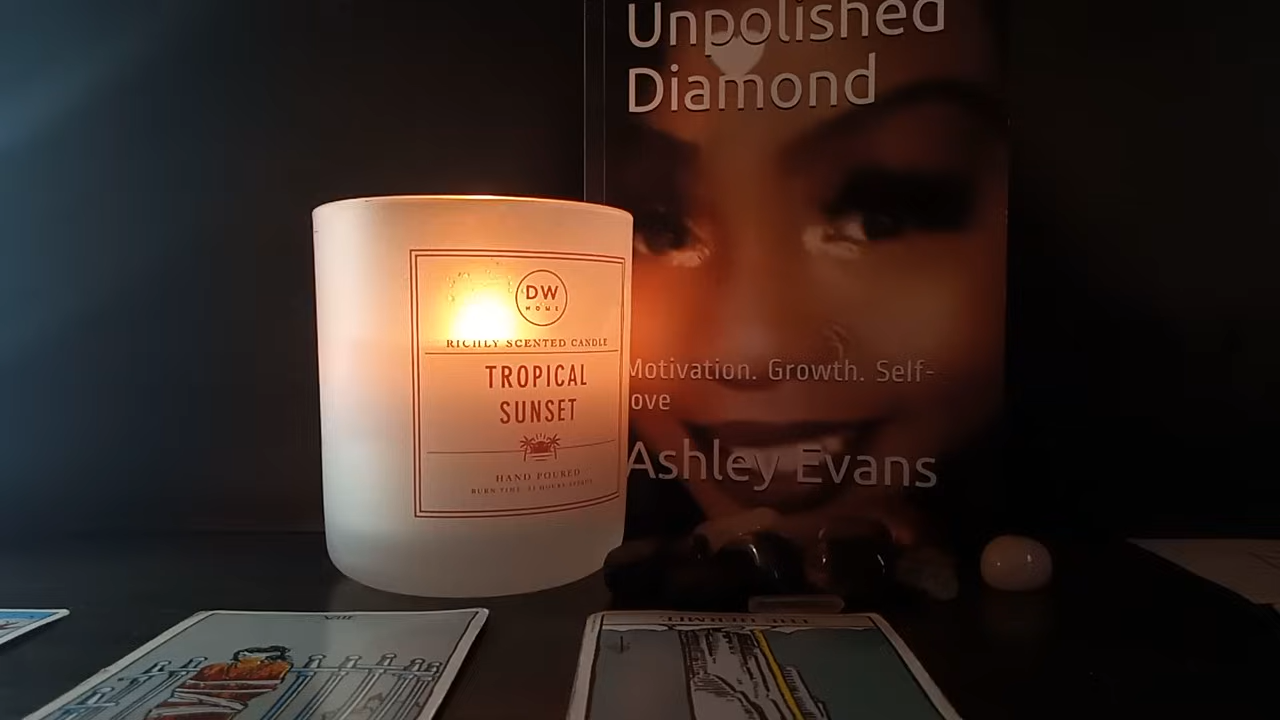 Unpolished
Diamond
DW
HOME
RICHLY SCENTED CANDLE
TROPICAL
SUNSET
HAND POURED
Motivation. Growth. Self-
ove
Ashley Evans
VIII
THE HERMIT.